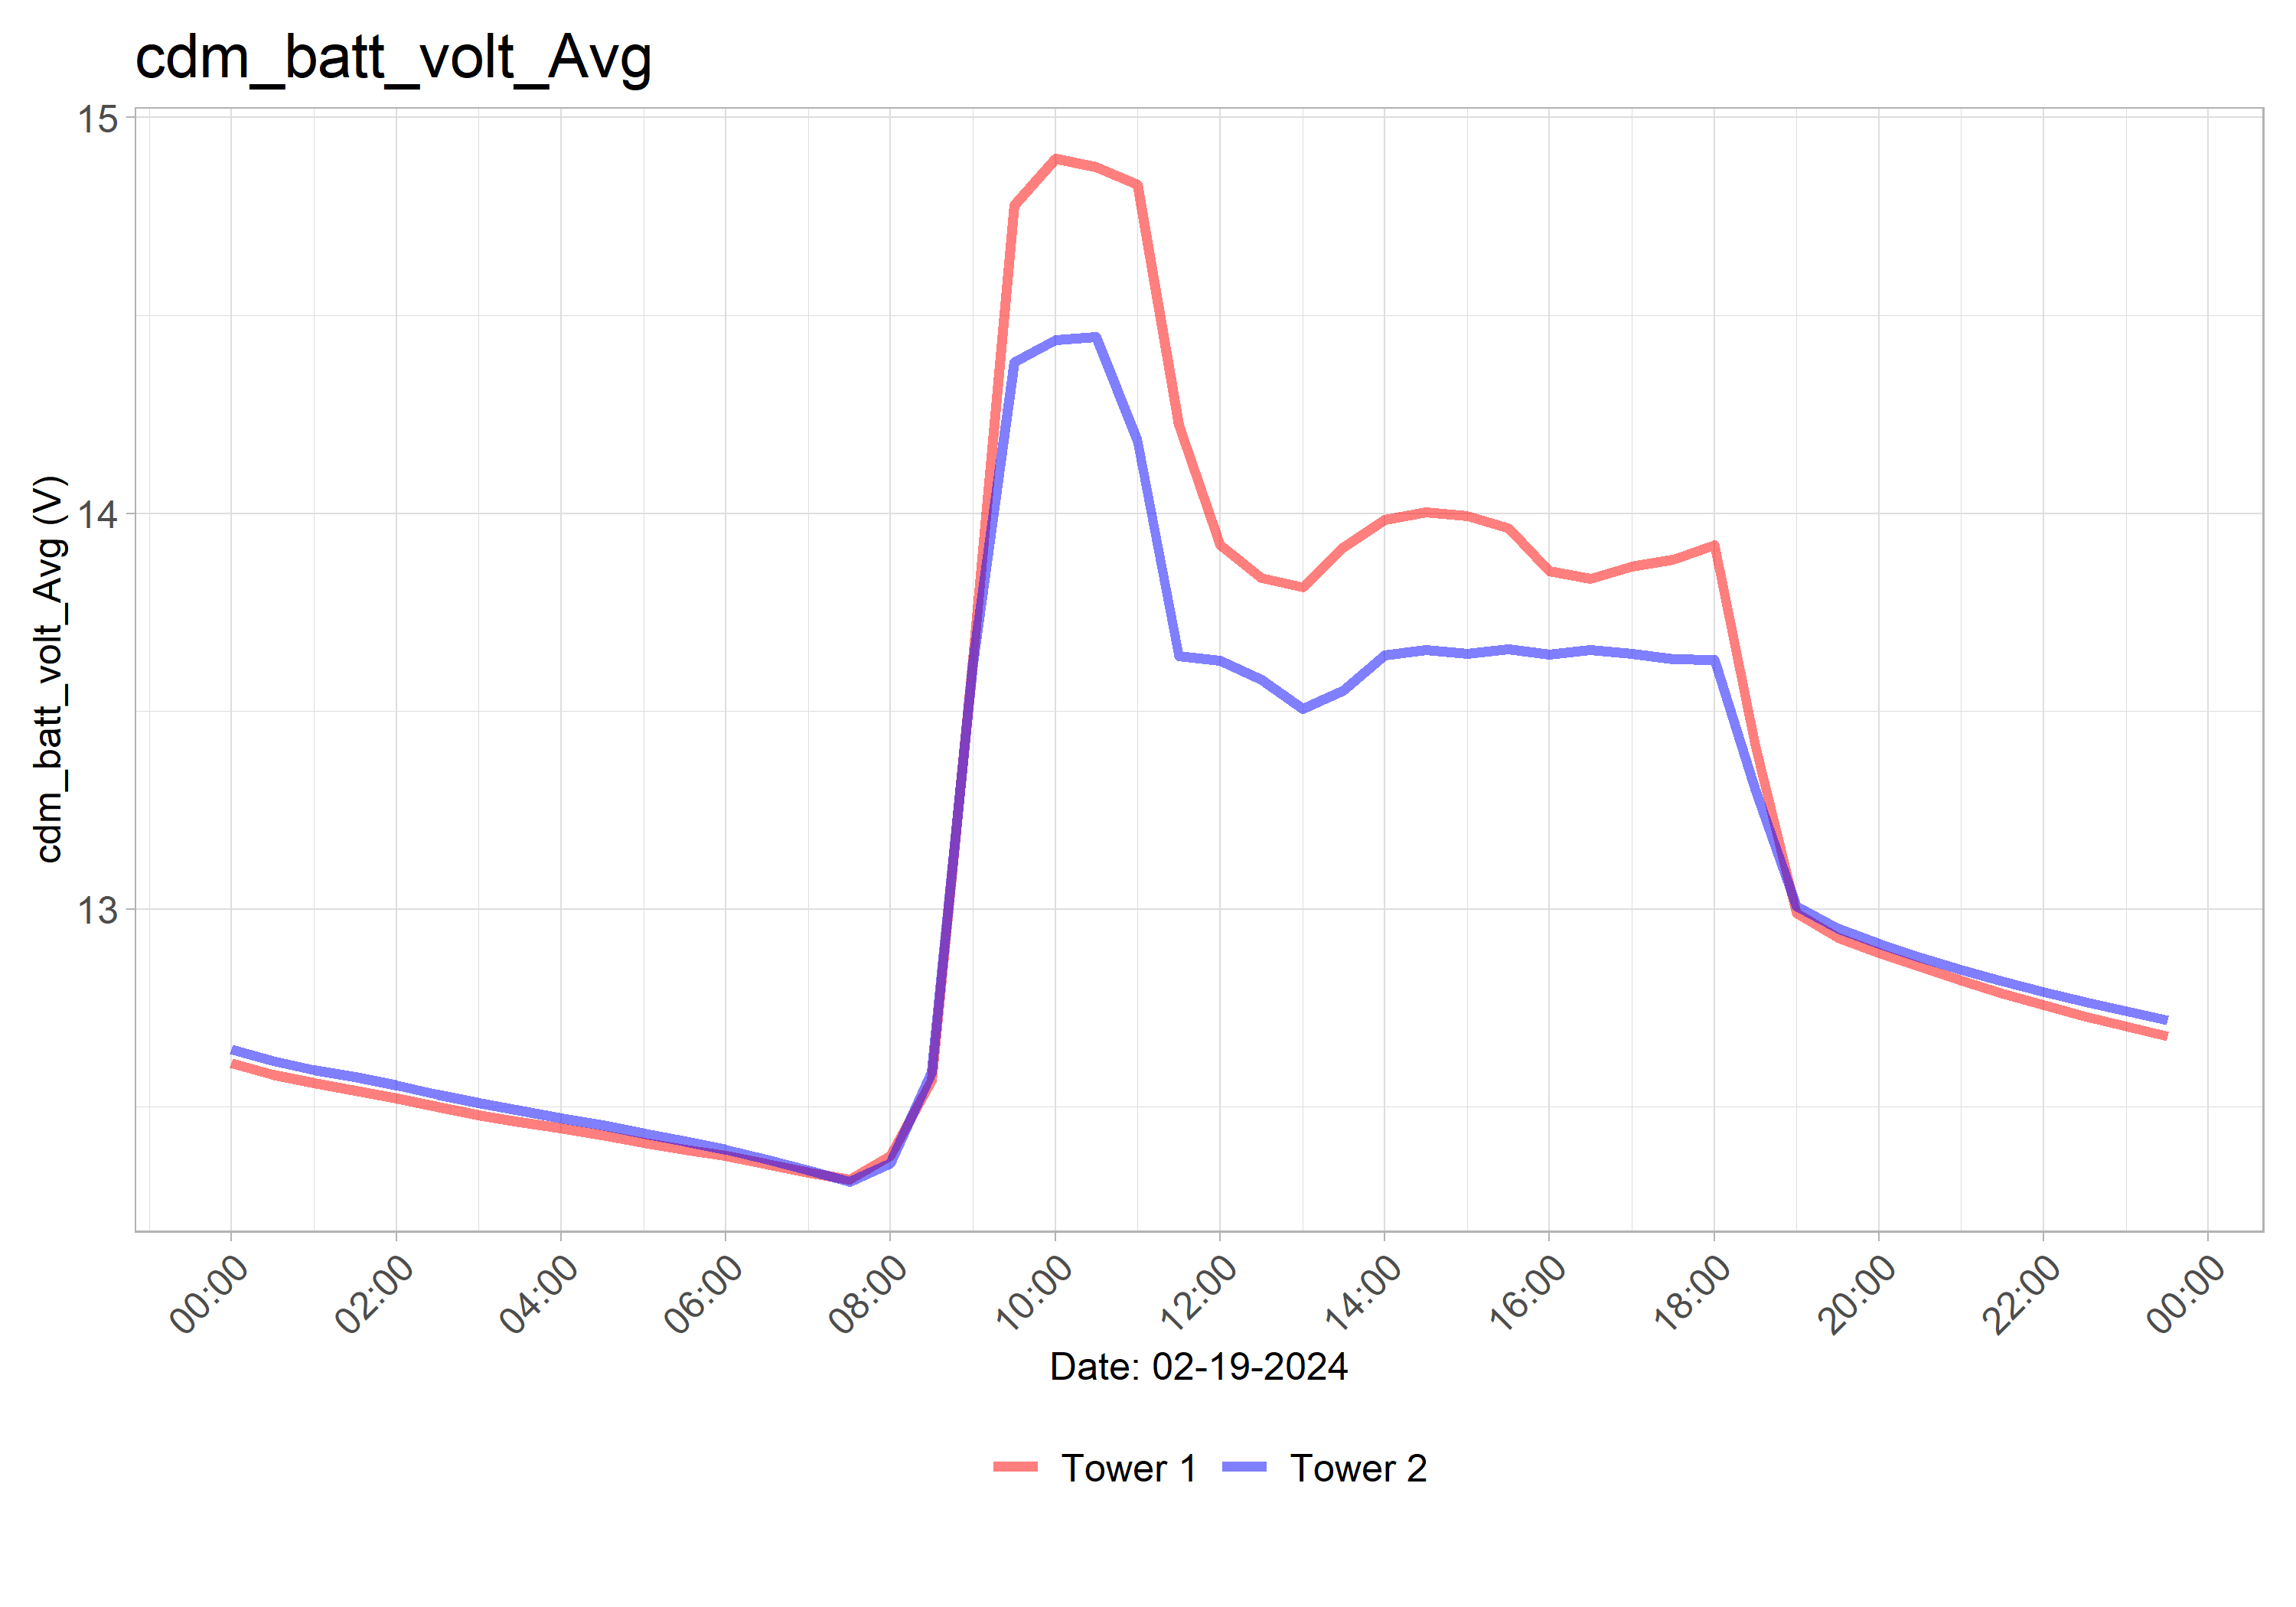 cdm_batt_volt_Avg
15
14
13
cdm_batt_volt_Avg (V)
00:00 02:00 04:00 06:00 08:00 10:00 12:00 14:00 16:00 18:00 20:00 22:00 00:00
Date: 02-19-2024
Tower 1 Tower 2